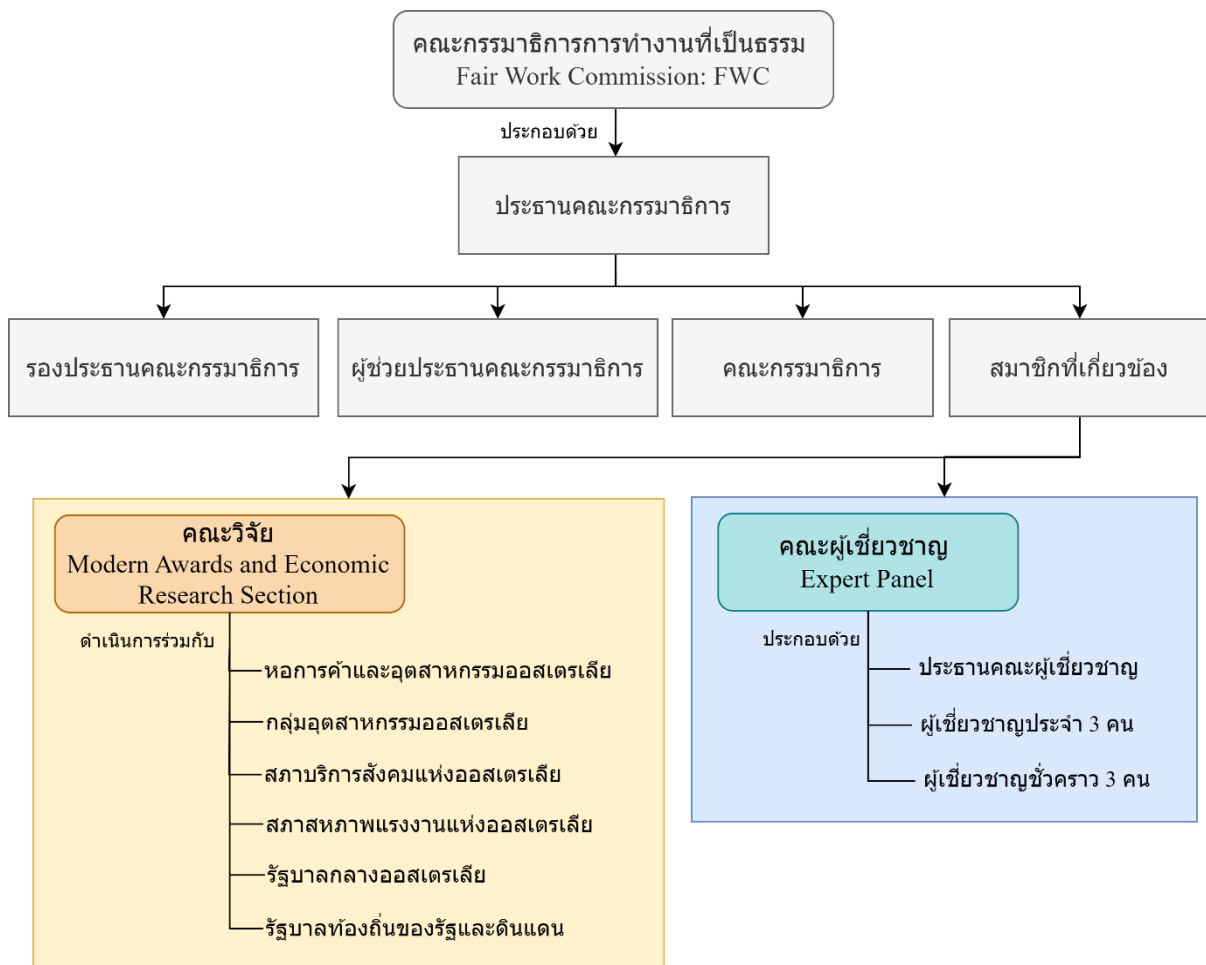 คณะกรรมาธิการการทำงานที่เป็นธรรม
Fair Work Commission: FWC
ประกอบด้วย
ประธานคณะกรรมาธิการ
รองประธานคณะกรรมาธิการ
ผู้ช่วยประธานคณะกรรมาธิการ
คณะกรรมาธิการ
สมาชิกที่เกี่ยวข้อง
คณะวิจัย
Modern Awards and Economic
Research Section
ดำเนินการร่วมกับ
หอการค้าและอุตสาหกรรมออสเตรเลีย
กลุ่มอุตสาหกรรมออสเตรเลีย
สภาบริการสังคมแห่งออสเตรเลีย
สภาสหภาพแรงงานแห่งออสเตรเลีย
รัฐบาลกลางออสเตรเลีย
รัฐบาลท้องถิ่นของรัฐและดินแดน
คณะผู้เชี่ยวชาญ
Expert Panel
ประกอบด้วย
ประธานคณะผู้เชี่ยวชาญ
ผู้เชี่ยวชาญประจำ 3 คน
ผู้เชี่ยวชาญชั่วคราว 3 คน